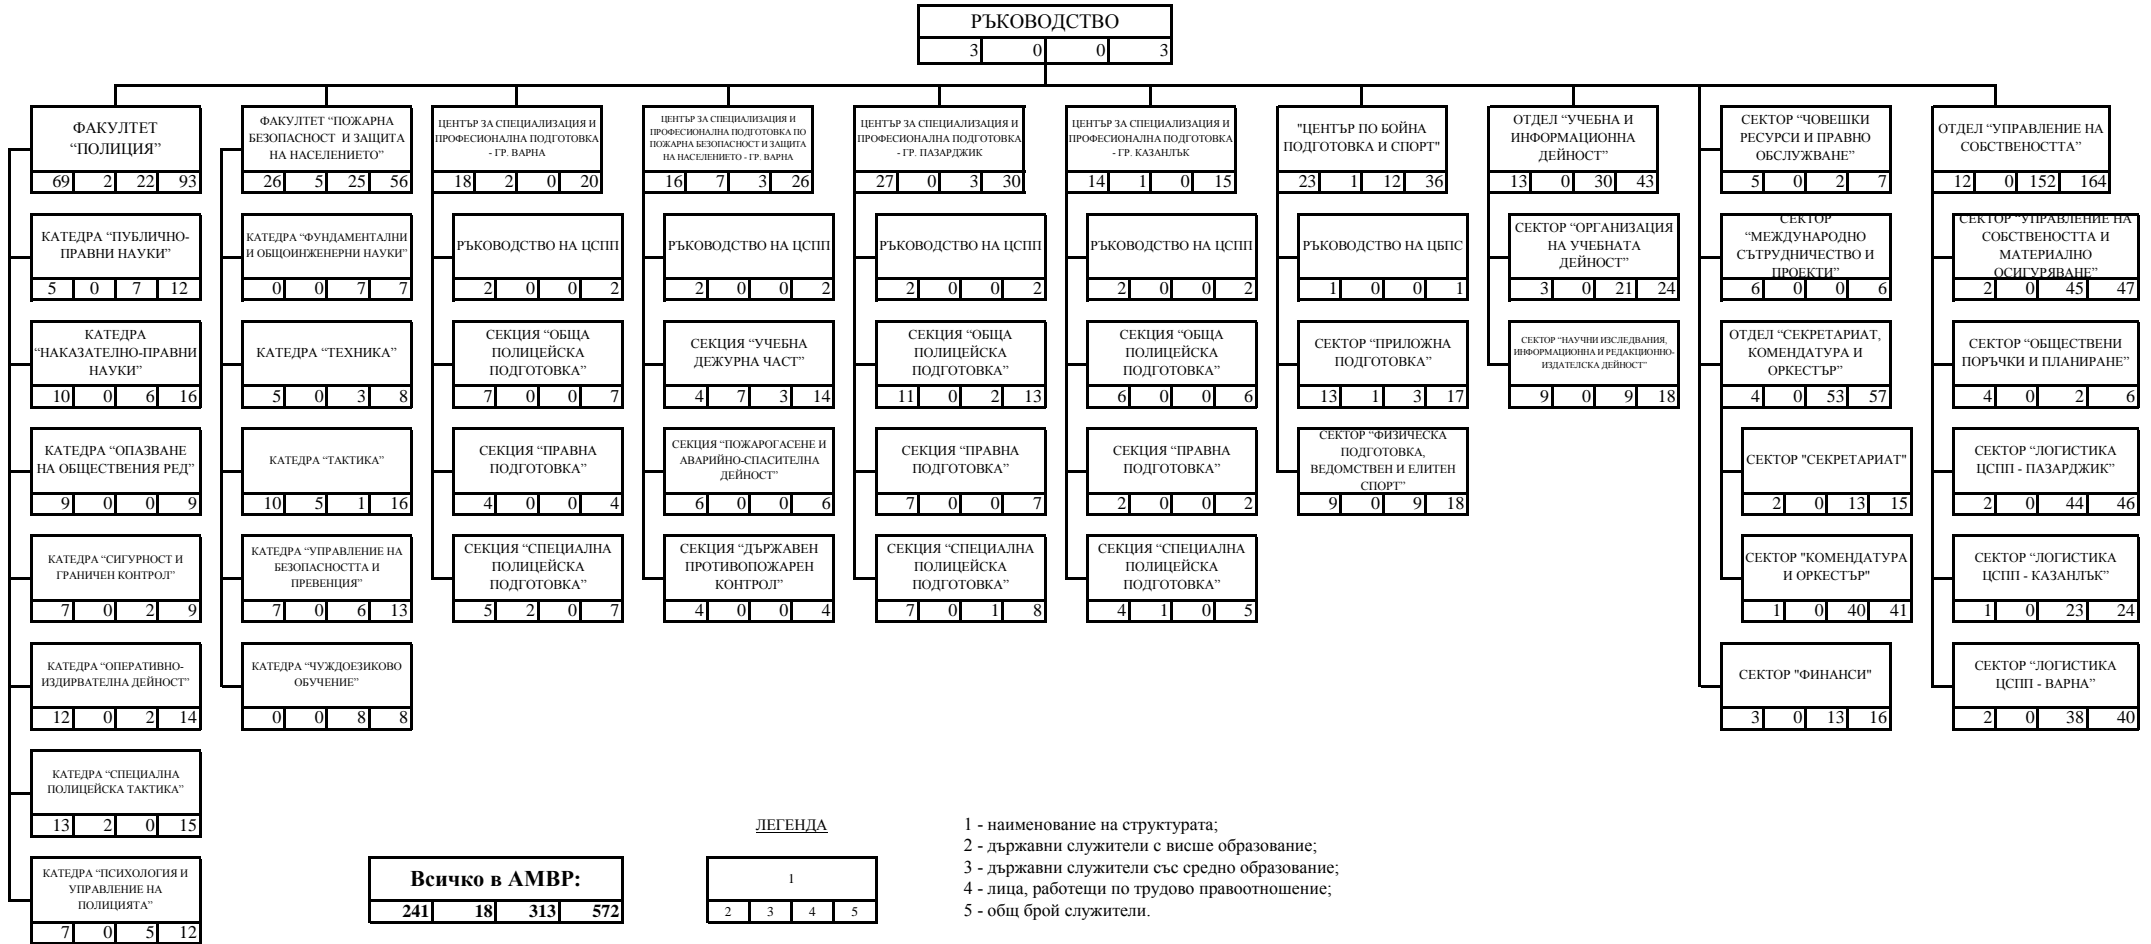 РЪКОВОДСТВО
3 0 0 3
ФАКУЛТЕТ
“ПОЛИЦИЯ”
69 2 22 93
КАТЕДРА “ПУБЛИЧНО-
ПРАВНИ НАУКИ”
5 0 7 12
КАТЕДРА
“НАКАЗАТЕЛНО-ПРАВНИ
НАУКИ”
10 0 6 16
КАТЕДРА “ОПАЗВАНЕ
НА ОБЩЕСТВЕНИЯ РЕД”
9 0 0 9
КАТЕДРА “СИГУРНОСТ И
ГРАНИЧЕН КОНТРОЛ”
7 0 2 9
КАТЕДРА “ОПЕРАТИВНО-
ИЗДИРВАТЕЛНА ДЕЙНОСТ”
12 0 2 14
КАТЕДРА “СПЕЦИАЛНА
ПОЛИЦЕЙСКА ТАКТИКА”
13 2 0 15
КАТЕДРА “ПСИХОЛОГИЯ И
УПРАВЛЕНИЕ НА
ПОЛИЦИЯТА”
7 0 5 12
ФАКУЛТЕТ “ПОЖАРНА
БЕЗОПАСНОСТ И ЗАЩИТА
НА НАСЕЛЕНИЕТО”
26 5 25 56
КАТЕДРА “ФУНДАМЕНТАЛНИ
И ОБЩОИНЖЕНЕРНИ НАУКИ”
0 0 7 7
КАТЕДРА “ТЕХНИКА”
5 0 3 8
КАТЕДРА “ТАКТИКА”
10 5 1 16
КАТЕДРА “УПРАВЛЕНИЕ НА
БЕЗОПАСНОСТТА И
ПРЕВЕНЦИЯ”
7 0 6 13
КАТЕДРА “ЧУЖДОЕЗИКОВО
ОБУЧЕНИЕ”
0 0 8 8
ЦЕНТЪР ЗА СПЕЦИАЛИЗАЦИЯ И
ПРОФЕСИОНАЛНА ПОДГОТОВКА
- ГР. ВАРНА
18 2 0 20
РЪКОВОДСТВО НА ЦСПП
2 0 0 2
СЕКЦИЯ “ОБЩА
ПОЛИЦЕЙСКА
ПОДГОТОВКА”
7 0 0 7
СЕКЦИЯ “ПРАВНА
ПОДГОТОВКА”
4 0 0 4
СЕКЦИЯ “СПЕЦИАЛНА
ПОЛИЦЕЙСКА
ПОДГОТОВКА”
5 2 0 7
ЦЕНТЪР ЗА СПЕЦИАЛИЗАЦИЯ И
ПРОФЕСИОНАЛНА ПОДГОТОВКА ПО
ПОЖАРНА БЕЗОПАСНОСТ И ЗАЩИТА
НА НАСЕЛЕНИЕТО - ГР. ВАРНА
16 7 3 26
РЪКОВОДСТВО НА ЦСПП
2 0 0 2
СЕКЦИЯ “УЧЕБНА
ДЕЖУРНА ЧАСТ”
4 7 3 14
СЕКЦИЯ “ПОЖАРОГАСЕНЕ И
АВАРИЙНО-СПАСИТЕЛНА
ДЕЙНОСТ”
6 0 0 6
СЕКЦИЯ “ДЪРЖАВЕН
ПРОТИВОПОЖАРЕН
КОНТРОЛ”
4 0 0 4
ЦЕНТЪР ЗА СПЕЦИАЛИЗАЦИЯ И
ПРОФЕСИОНАЛНА ПОДГОТОВКА
- ГР. ПАЗАРДЖИК
27 0 3 30
РЪКОВОДСТВО НА ЦСПП
2 0 0 2
СЕКЦИЯ “ОБЩА
ПОЛИЦЕЙСКА
ПОДГОТОВКА”
11 0 2 13
СЕКЦИЯ “ПРАВНА
ПОДГОТОВКА”
7 0 0 7
СЕКЦИЯ “СПЕЦИАЛНА
ПОЛИЦЕЙСКА
ПОДГОТОВКА”
7 0 1 8
ЦЕНТЪР ЗА СПЕЦИАЛИЗАЦИЯ И
ПРОФЕСИОНАЛНА ПОДГОТОВКА
- ГР. КАЗАНЛЪК
14 1 0 15
РЪКОВОДСТВО НА ЦСПП
2 0 0 2
СЕКЦИЯ “ОБЩА
ПОЛИЦЕЙСКА
ПОДГОТОВКА”
6 0 0 6
СЕКЦИЯ “ПРАВНА
ПОДГОТОВКА”
2 0 0 2
СЕКЦИЯ “СПЕЦИАЛНА
ПОЛИЦЕЙСКА
ПОДГОТОВКА”
4 1 0 5
"ЦЕНТЪР ПО БОЙНА
ПОДГОТОВКА И СПОРТ"
23 1 12 36
РЪКОВОДСТВО НА ЦБПС
1 0 0 1
СЕКТОР “ПРИЛОЖНА
ПОДГОТОВКА”
13 1 3 17
СЕКТОР “ФИЗИЧЕСКА
ПОДГОТОВКА,
ВЕДОМСТВЕН И ЕЛИТЕН
СПОРТ”
9 0 9 18
ОТДЕЛ “УЧЕБНА И
ИНФОРМАЦИОННА
ДЕЙНОСТ”
13 0 30 43
СЕКТОР “ОРГАНИЗАЦИЯ
НА УЧЕБНАТА
ДЕЙНОСТ”
3 0 21 24
СЕКТОР “НАУЧНИ ИЗСЛЕДВАНИЯ,
ИНФОРМАЦИОННА И РЕДАКЦИОННО-
ИЗДАТЕЛСКА ДЕЙНОСТ”
9 0 9 18
СЕКТОР “ЧОВЕШКИ
РЕСУРСИ И ПРАВНО
ОБСЛУЖВАНЕ”
5 0 2 7
СЕКТОР
“МЕЖДУНАРОДНО
СЪТРУДНИЧЕСТВО И
ПРОЕКТИ”
6 0 0 6
ОТДЕЛ “СЕКРЕТАРИАТ,
КОМЕНДАТУРА И
ОРКЕСТЪР”
4 0 53 57
СЕКТОР "СЕКРЕТАРИАТ"
2 0 13 15
СЕКТОР "КОМЕНДАТУРА
И ОРКЕСТЪР"
1 0 40 41
СЕКТОР "ФИНАНСИ"
3 0 13 16
ОТДЕЛ “УПРАВЛЕНИЕ НА
СОБСТВЕНОСТТА”
12 0 152 164
СЕКТОР “УПРАВЛЕНИЕ НА
СОБСТВЕНОСТТА И
МАТЕРИАЛНО
ОСИГУРЯВАНЕ”
2 0 45 47
СЕКТОР “ОБЩЕСТВЕНИ
ПОРЪЧКИ И ПЛАНИРАНЕ”
4 0 2 6
СЕКТОР “ЛОГИСТИКА
ЦСПП - ПАЗАРДЖИК”
2 0 44 46
СЕКТОР “ЛОГИСТИКА
ЦСПП - КАЗАНЛЪК”
1 0 23 24
СЕКТОР “ЛОГИСТИКА
ЦСПП - ВАРНА”
2 0 38 40
Всичко в АМВР:
241 18 313 572
ЛЕГЕНДА
1
2 3 4 5
1 - наименование на структурата;
2 - държавни служители с висше образование;
3 - държавни служители със средно образование;
4 - лица, работещи по трудово правоотношение;
5 - общ брой служители.